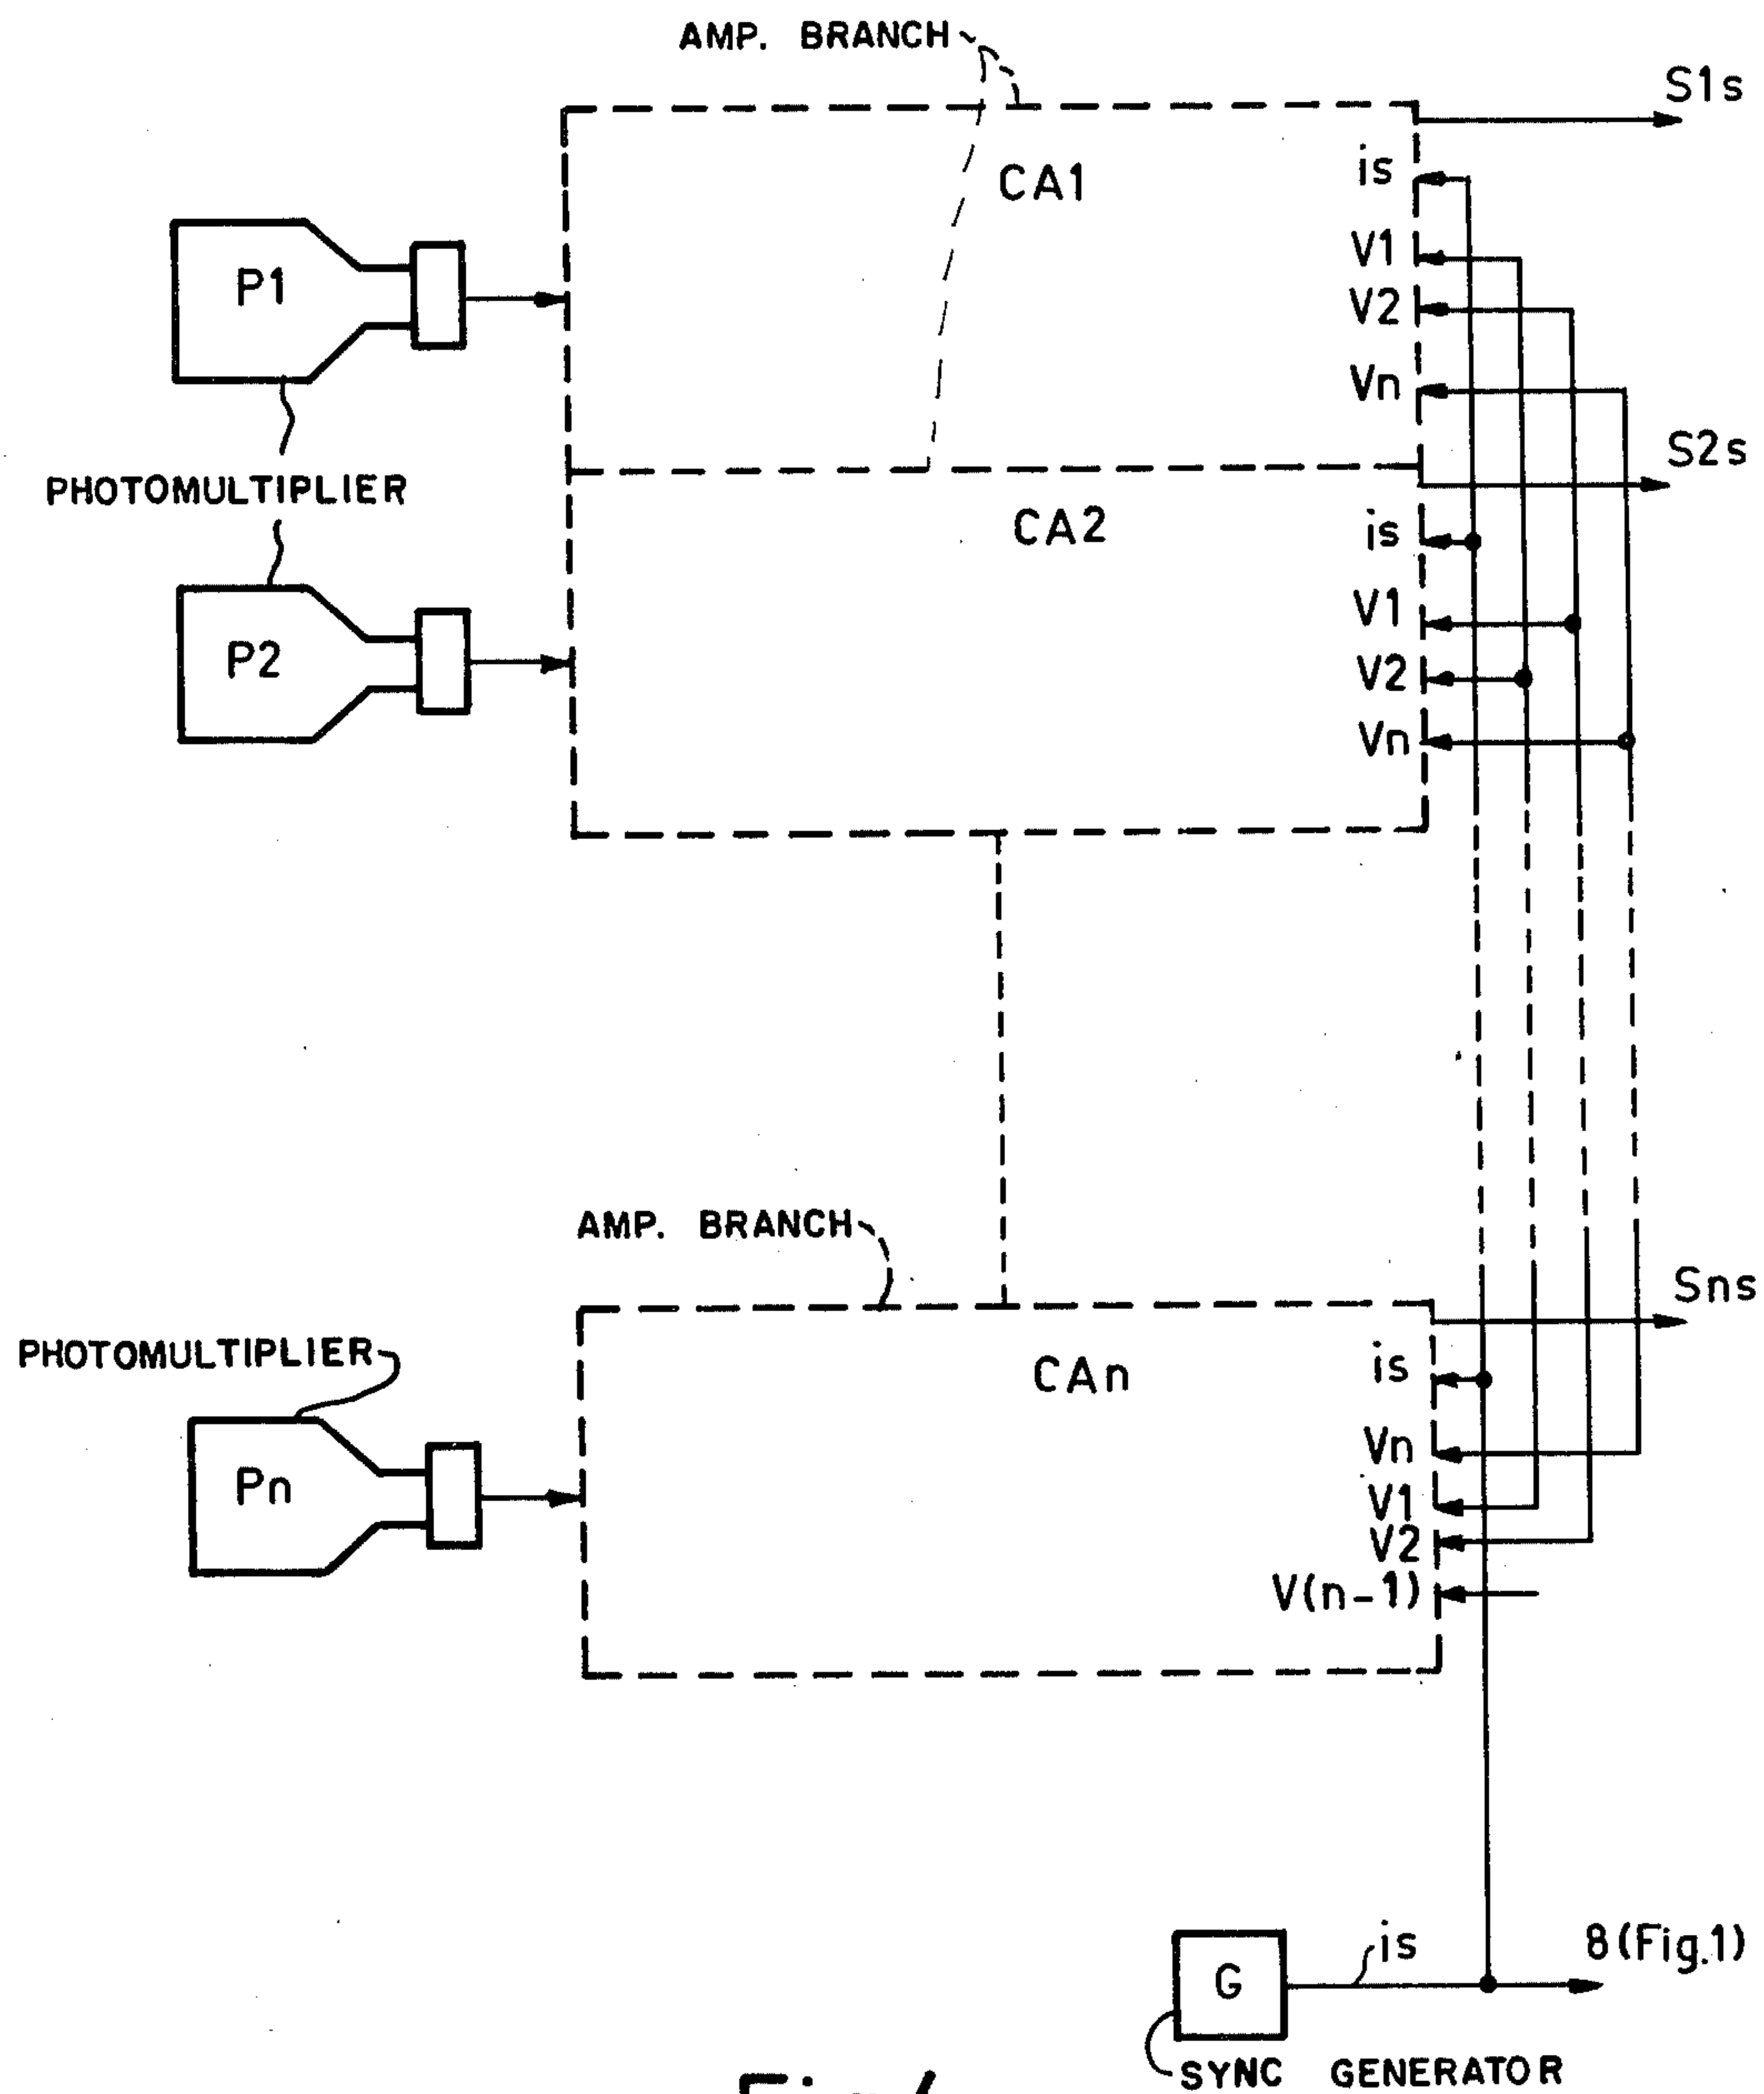 AMP. BRANCH
S1s
CA1
is
V1
P1
V2
Vn
S2s
PHOTOMULTIPLIER
CA2
is
V1
P2
V2
Vn
AMP. BRANCH
Sns
PHOTOMULTIPLIER
CAn
is
Vn
Pn
V1
V2
V(n-1)
is
8(Fig.1)
G
SYNC GENERATOR